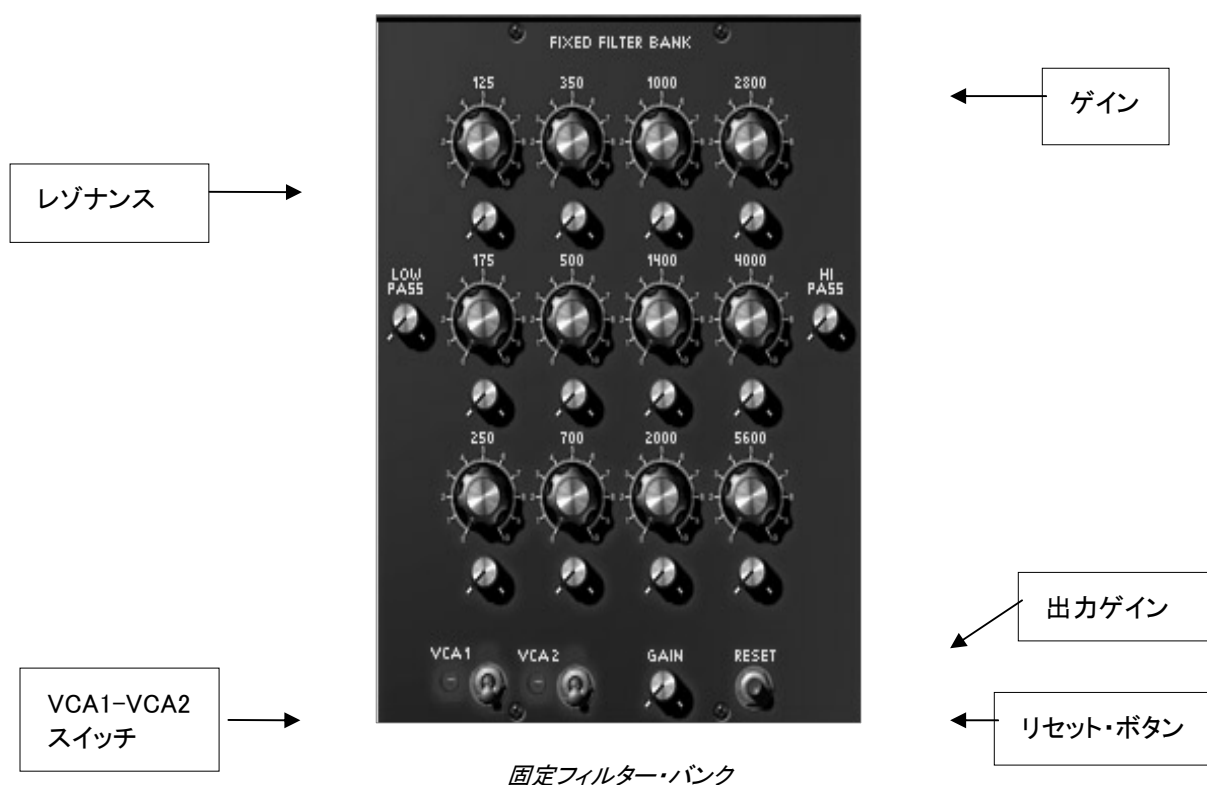 FIXED FILTER BANK
125 350 1000 2800
ゲイン
レゾナンス
175 500 1400 4000
LOW
PASS
HI
PASS
250 700 2000 5600
出力ゲイン
VCA1 VCA2 GAIN RESET
VCA1-VCA2
スイッチ
リセット・ボタン
固定フィルター・バンク